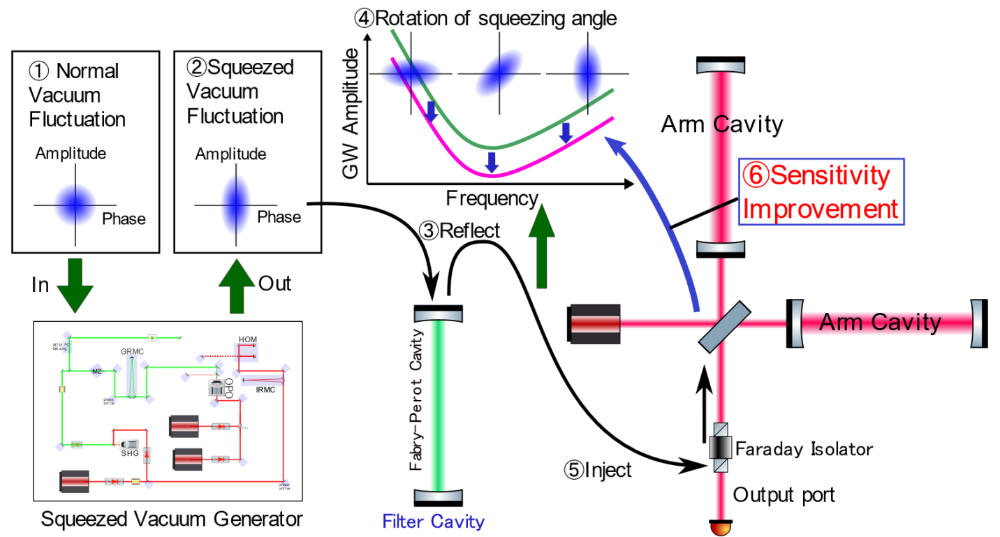 ④Rotation of squeezing angle
① Normal
Vacuum
Fluctuation
Amplitude
Phase
②Squeezed
Vacuum
Fluctuation
Amplitude
Phase
GW Amplitude
Frequency
Arm Cavity
⑥Sensitivity
Improvement
③Reflect
In
Out
Arm Cavity
HOM
GRMC
MZ
OPO
IRMC
SHG
Fabry-Perot Cavity
Faraday Isolator
⑤Inject
Output port
Squeezed Vacuum Generator
Filter Cavity